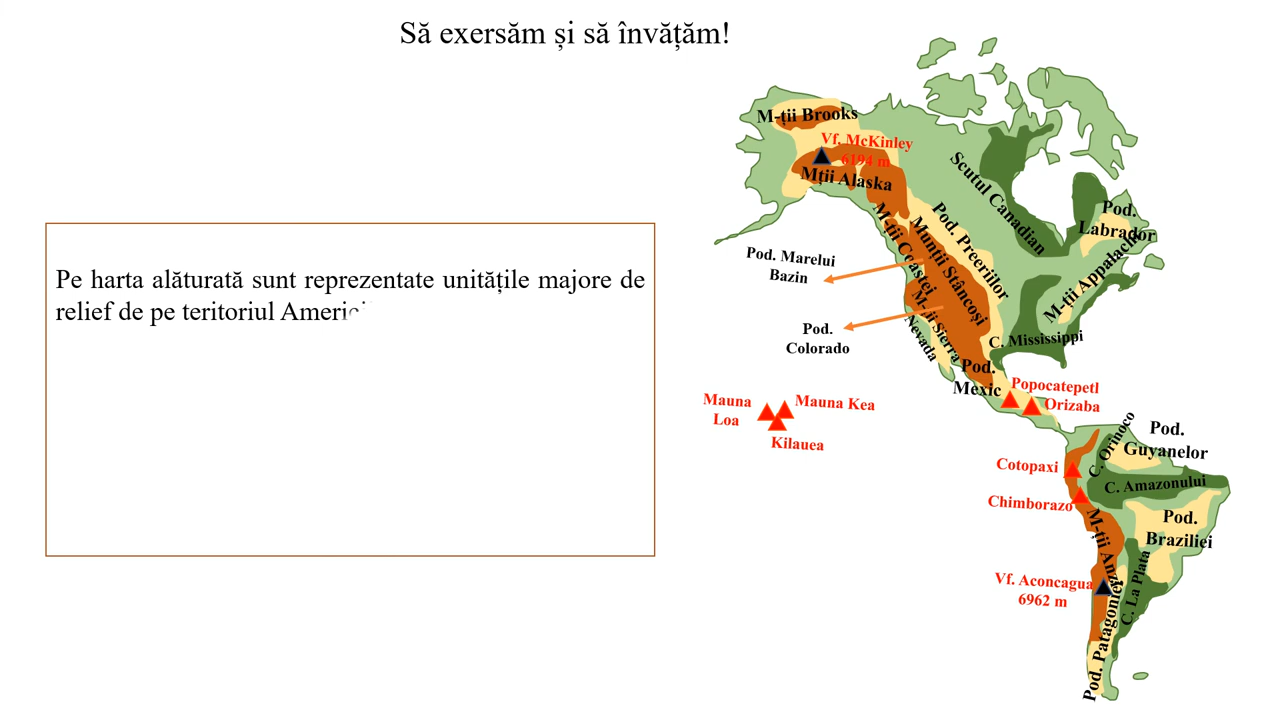 Să exersăm și să învățăm!
Pe harta alăturată sunt reprezentate unitățile majore de
relief de pe teritoriul
M-ții Brooks
Vf. McKinley
6194 m
Mții Alaska
Scutul Canadian
Pod.
Labrador
M-ții Coastei
Munții Stâncoși
Pod. Preeriilor
M-ții Appalachi
Pod. Marelui
Bazin
Pod.
Colorado
M-ții Sierra
Nevada
C. Mississippi
Pod.
Mexic
Popocatepetl
Orizaba
Mauna
Loa
Mauna Kea
Kilauea
C. Orinoco
Pod.
Guyanelor
Cotopaxi
C. Amazonului
Chimborazo
Pod.
Braziliei
M-ții Anzi
Vf. Aconcagua
6962 m
C. La Plata
Pod. Patagoniei